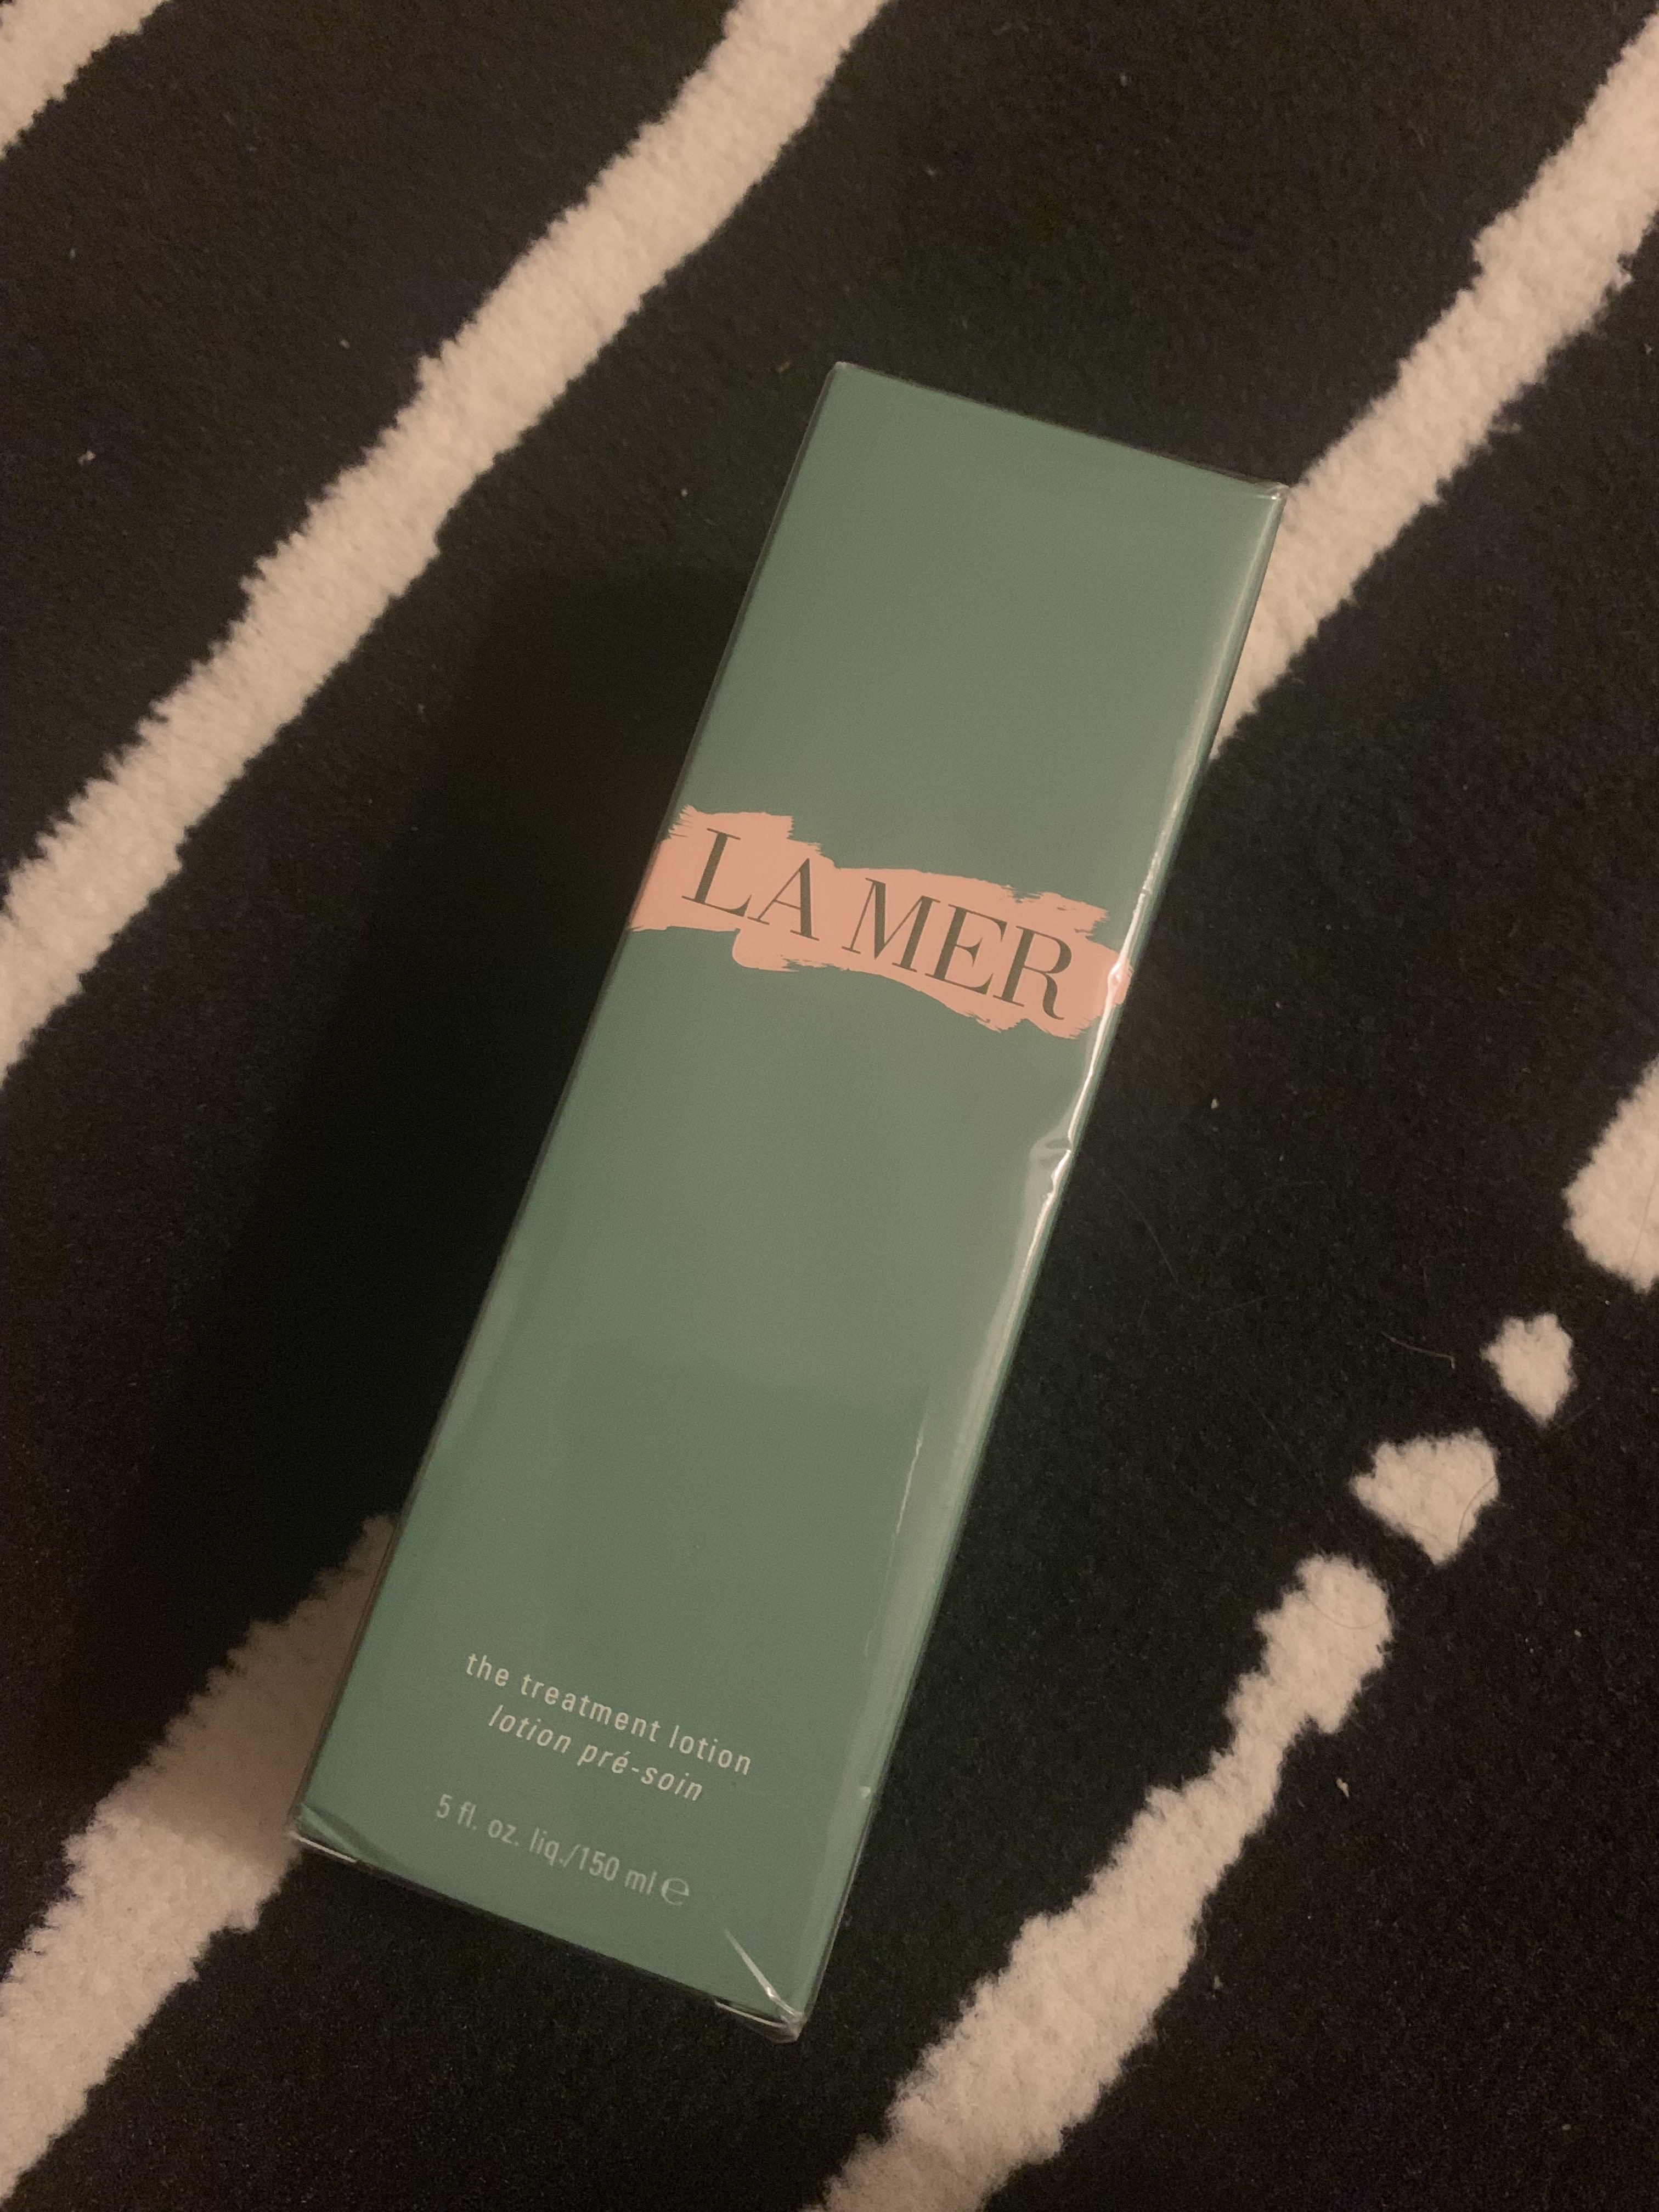 LA MER
the treatment lotion
lotion pré-soin
5 fl. oz. liq./150 ml ℮